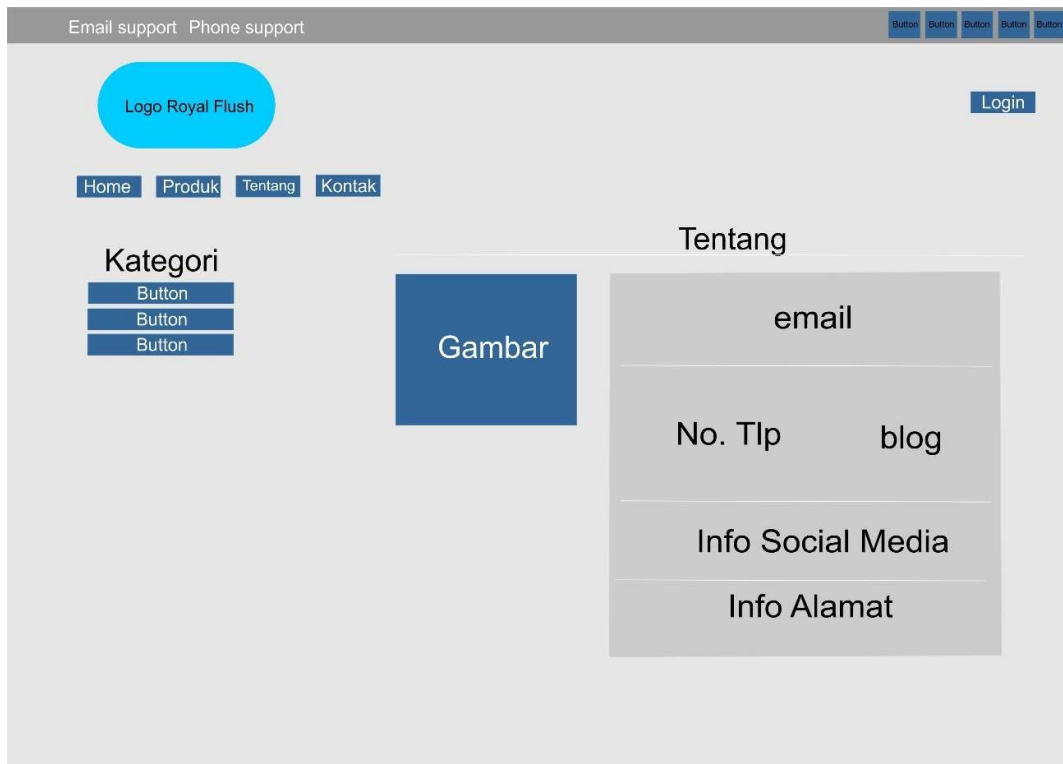 Email support Phone support
Button Button Button Button Button
Logo Royal Flush
Login
Home Produk Tentang Kontak
Kategori
Button
Button
Button
Tentang
Gambar
email
No. Tlp blog
Info Social Media
Info Alamat